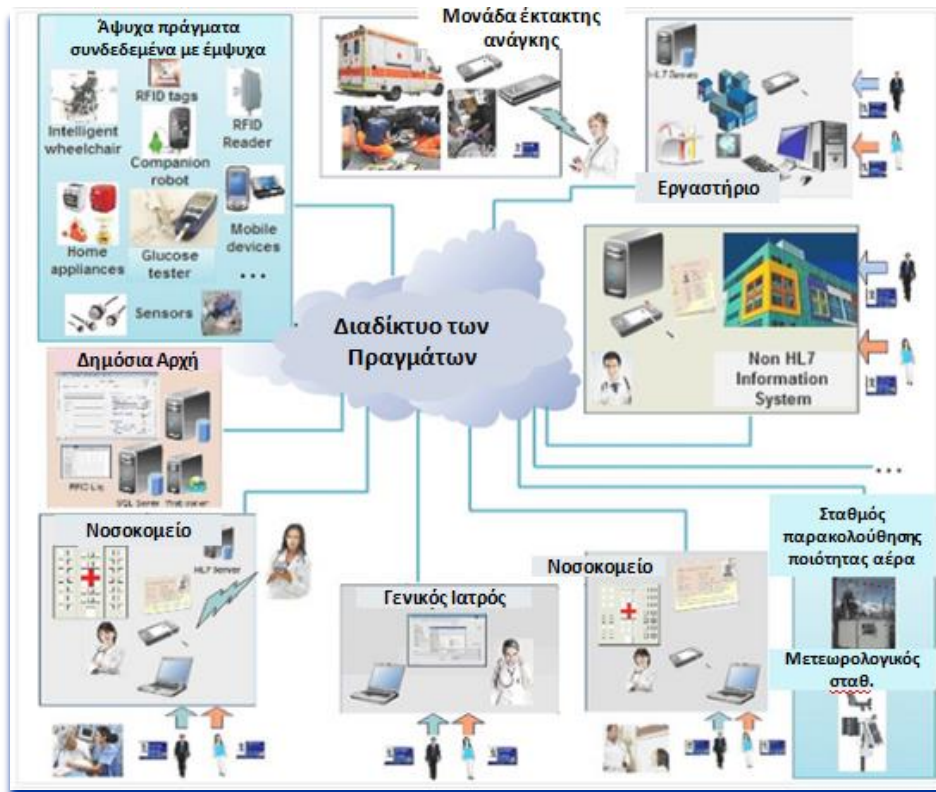 Άψυχα πράγματα
συνδεδεμένα με έμψυχα
RFID tags
Intelligent
wheelchair
RFID
Reader
Companion
robot
Home
appliances
Glucose
tester
Mobile
devices
...
Sensors
Μονάδα έκτακτης
ανάγκης
Εργαστήριο
Διαδίκτυο των
Πραγμάτων
Non HL7
Information
System
...
Δημόσια Αρχή
SQL Server
Νοσοκομείο
HL7 Server
Γενικός Ιατρός
Νοσοκομείο
Σταθμός
παρακολούθησης
ποιότητας αέρα
Μετεωρολογικός
σταθ.